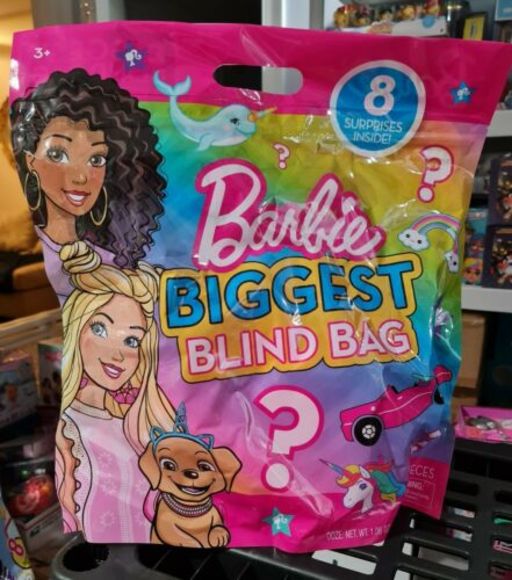 3+
8
SURPRISES
INSIDE!
?
?
Barbie
BIGGEST
BLIND BAG
?